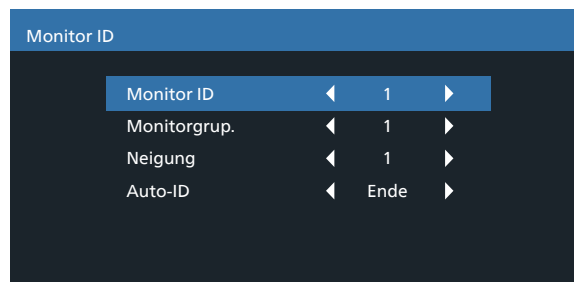 Monitor ID
Monitor ID 1
Monitorgrup. 1
Neigung 1
Auto-ID Ende